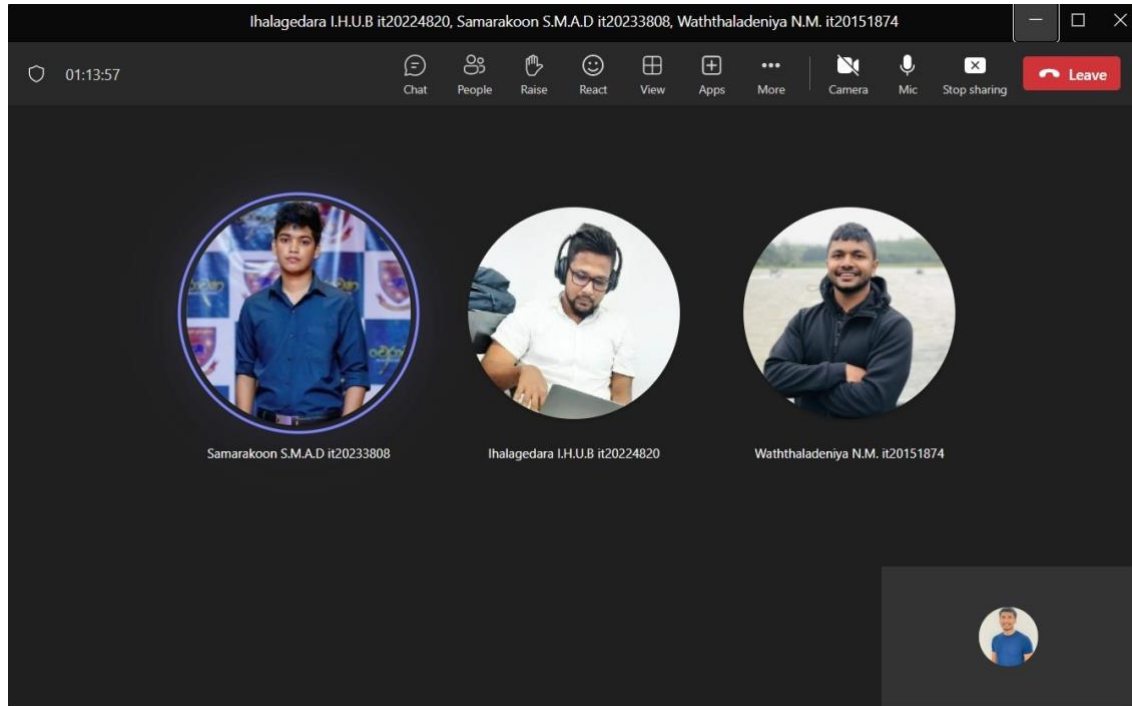 Ihalagedara I.H.U.B it20224820, Samarakoon S.M.A.D it20233808, Waththaladeniya N.M. it20151874
01:13:57
Chat People Raise React View Apps More Camera Mic Stop sharing Leave
Samarakoon S.M.A.D it20233808
Ihalagedara I.H.U.B it20224820
Waththaladeniya N.M. it20151874